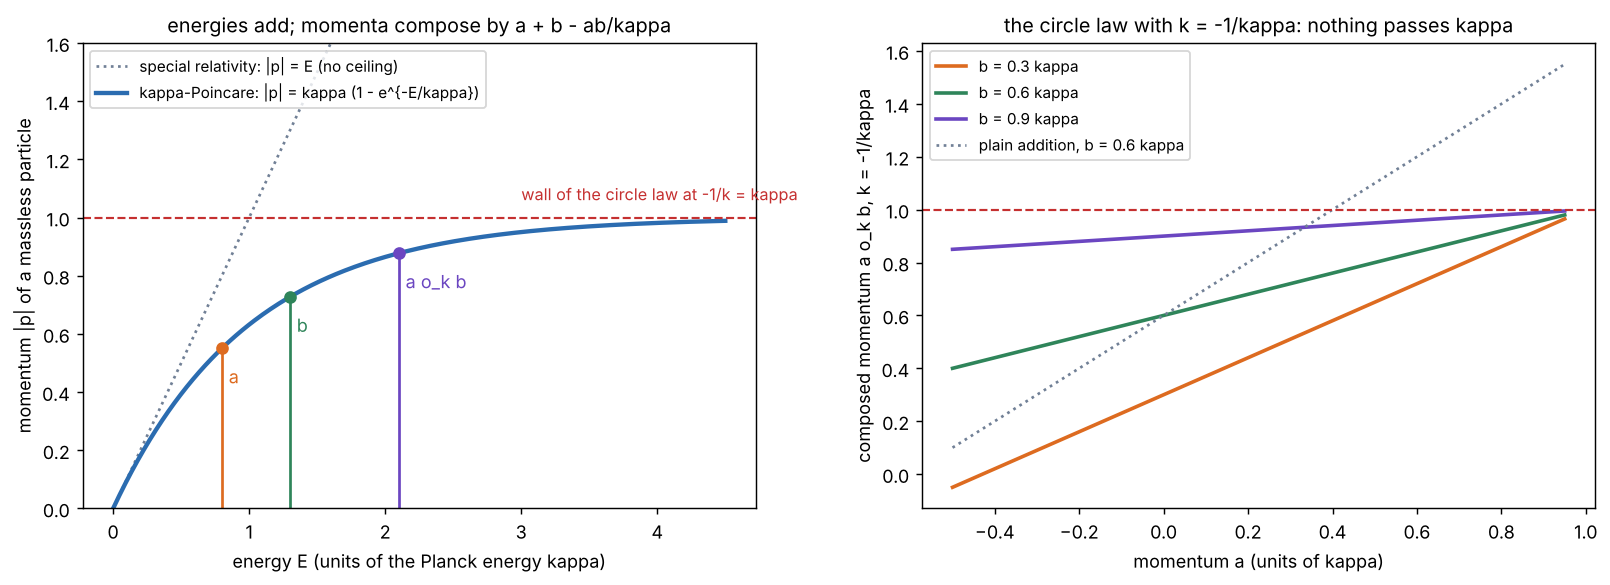 energies add; momenta compose by a + b - ab/kappa
momentum |p| of a massless particle
1.6
1.4
1.2
1.0
0.8
0.6
0.4
0.2
0.0
special relativity: |p| = E (no ceiling)
kappa-Poincare: |p| = kappa (1 - e^{-E/kappa})
wall of the circle law at -1/k = kappa
a
b
a o_k b
0
1
2
3
4
energy E (units of the Planck energy kappa)
the circle law with k = -1/kappa: nothing passes kappa
composed momentum a o_k b, k = -1/kappa
1.6
1.4
1.2
1.0
0.8
0.6
0.4
0.2
0.0
b = 0.3 kappa
b = 0.6 kappa
b = 0.9 kappa
plain addition, b = 0.6 kappa
−0.4
−0.2
0.0
0.2
0.4
0.6
0.8
1.0
momentum a (units of kappa)